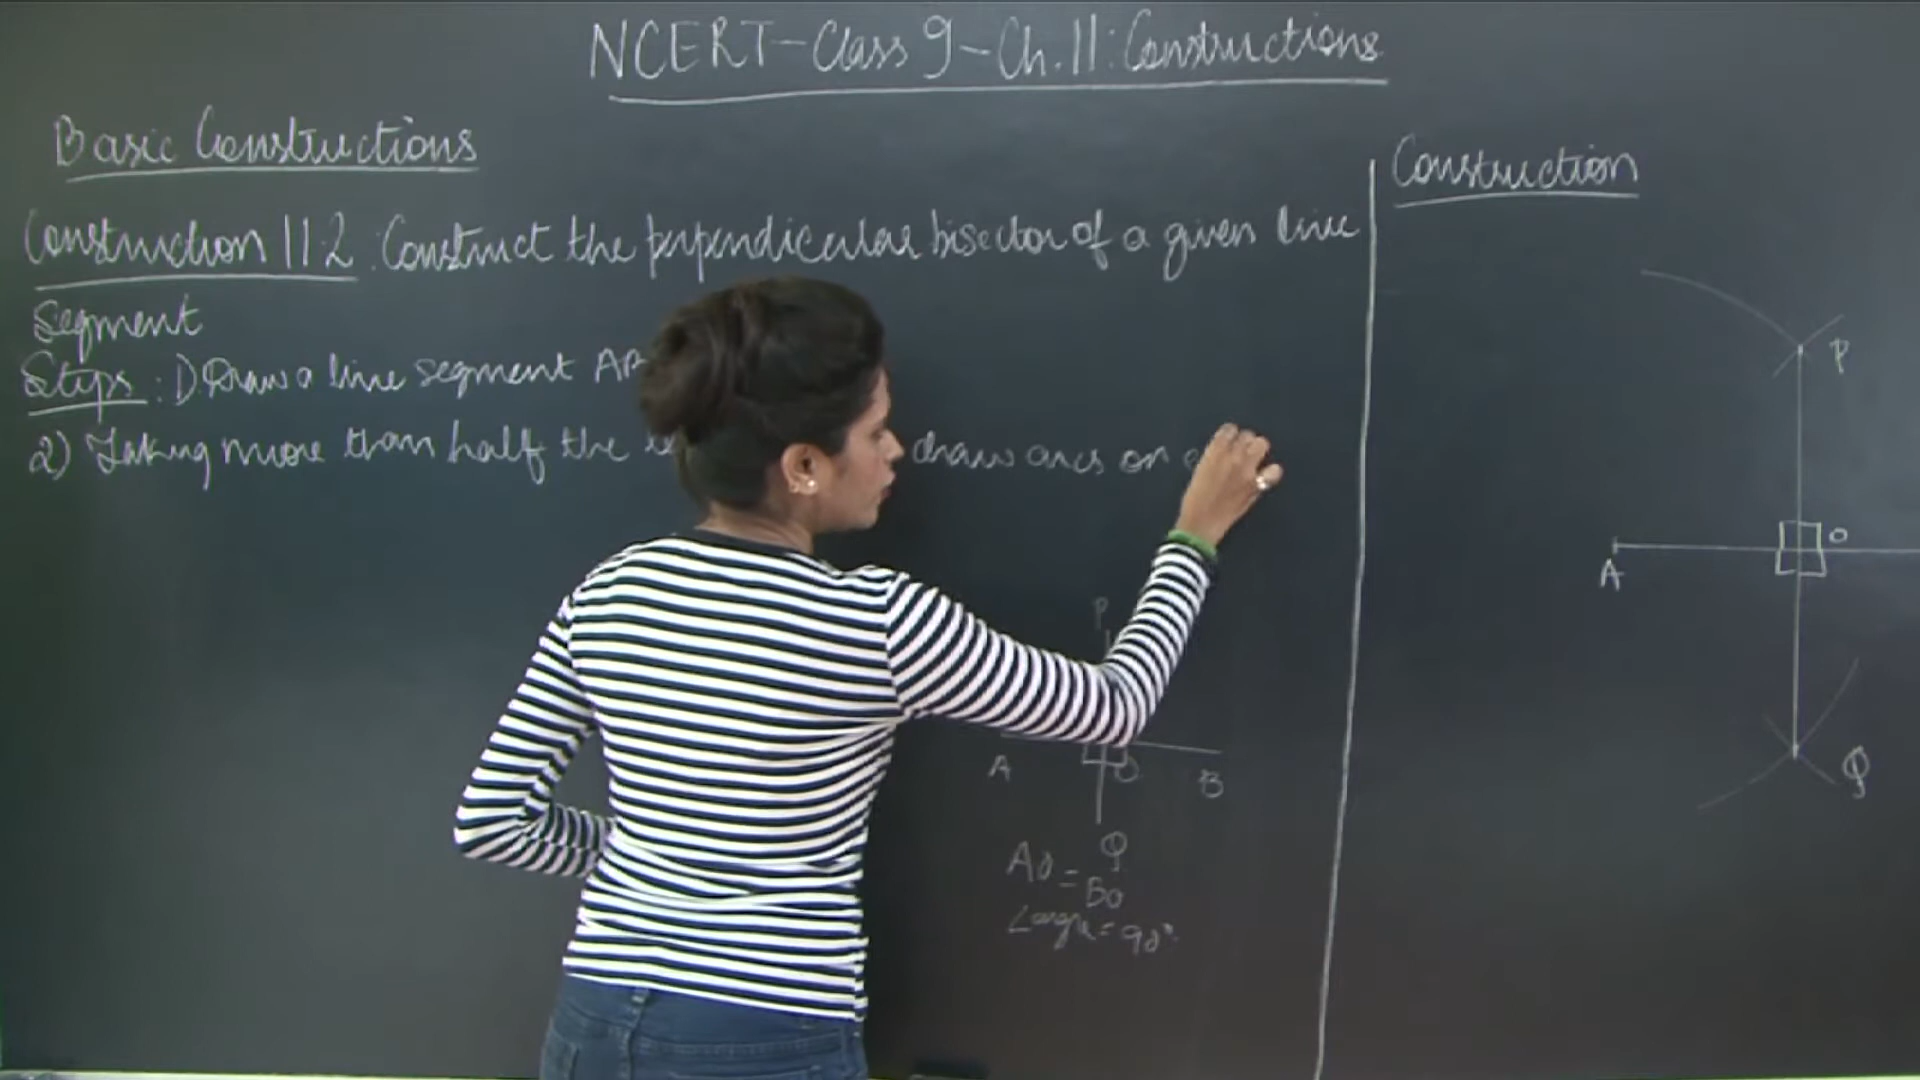 NCERT-Class 9-Ch.11: Constructions
Basic Constructions
Construction 11.2: Construct the perpendicular bisector of a given line
Segment
Steps: 1) Draw a line segment AB
2) Taking more than half the draw arcs on
P
A O B
Q
AO = BO
Langle = 90°
Construction
P
O
A
Q